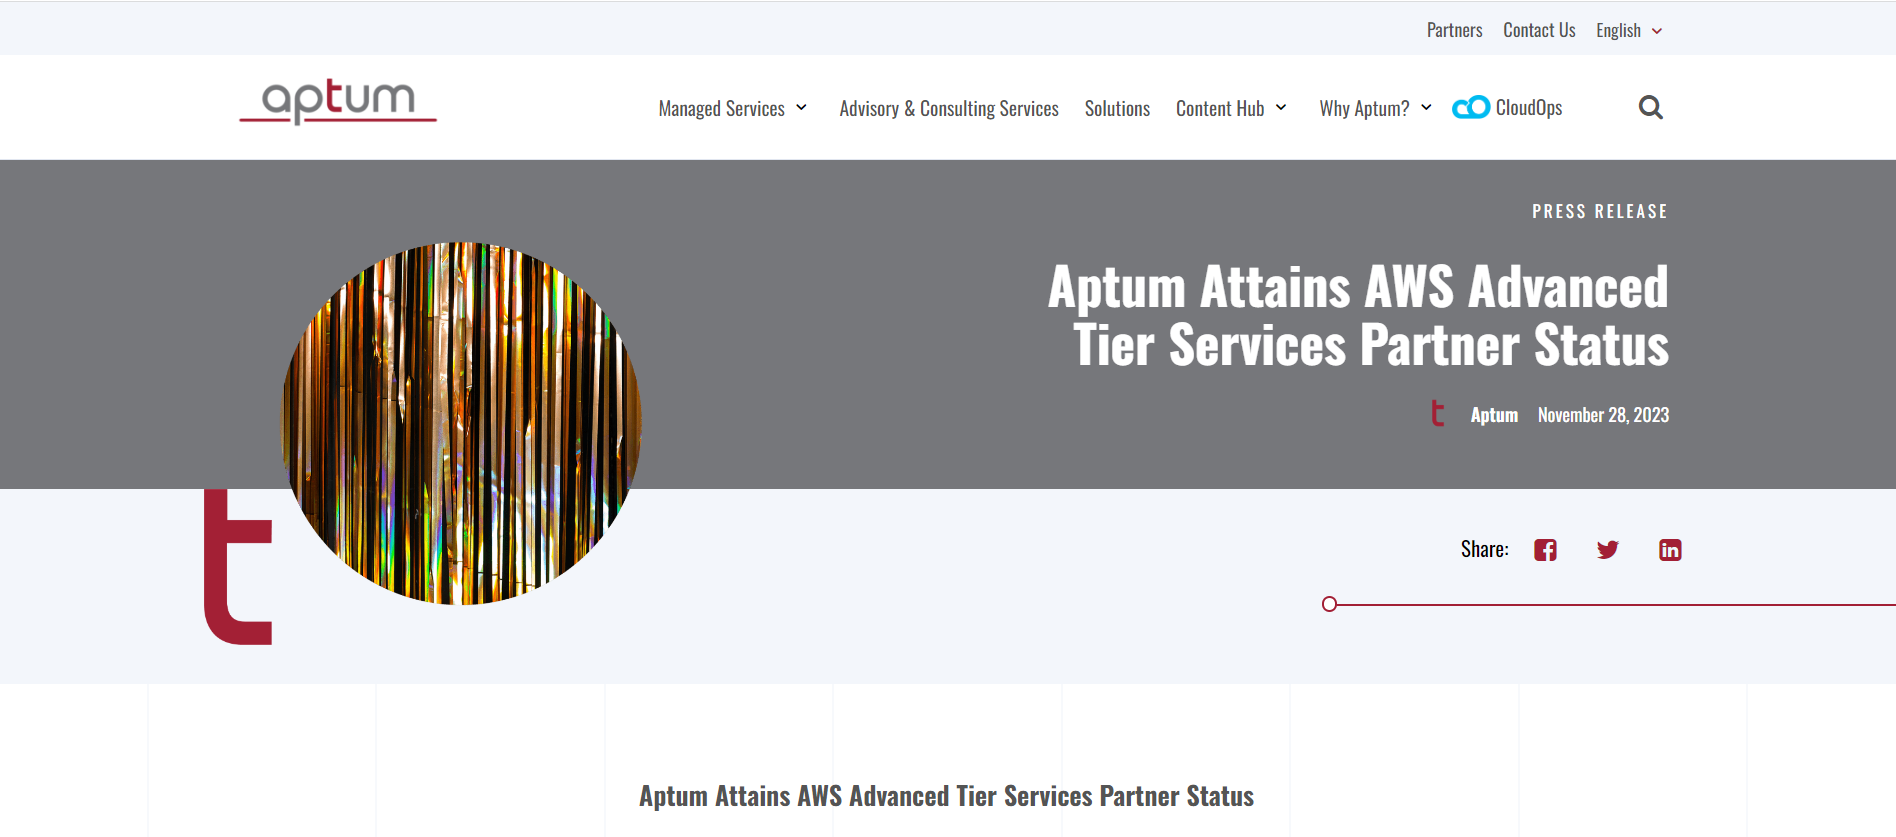 Partners Contact Us English
aptum
Managed Services Advisory & Consulting Services Solutions Content Hub Why Aptum? CloudOps
PRESS RELEASE
Aptum Attains AWS Advanced
Tier Services Partner Status
t Aptum November 28, 2023
t
Share:
Aptum Attains AWS Advanced Tier Services Partner Status